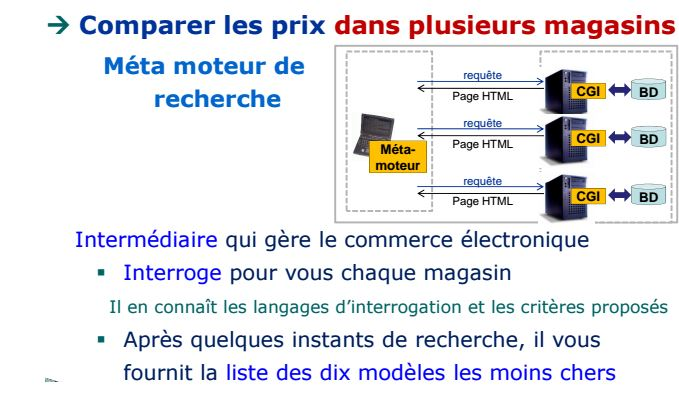 → Comparer les prix dans plusieurs magasins
Méta moteur de
recherche
requête
Page HTML
CGI
BD
requête
Page HTML
CGI
BD
Méta-
moteur
requête
Page HTML
CGI
BD
Intermédiaire qui gère le commerce électronique
▪ Interroge pour vous chaque magasin
Il en connaît les langages d’interrogation et les critères proposés
▪ Après quelques instants de recherche, il vous
fournit la liste des dix modèles les moins chers